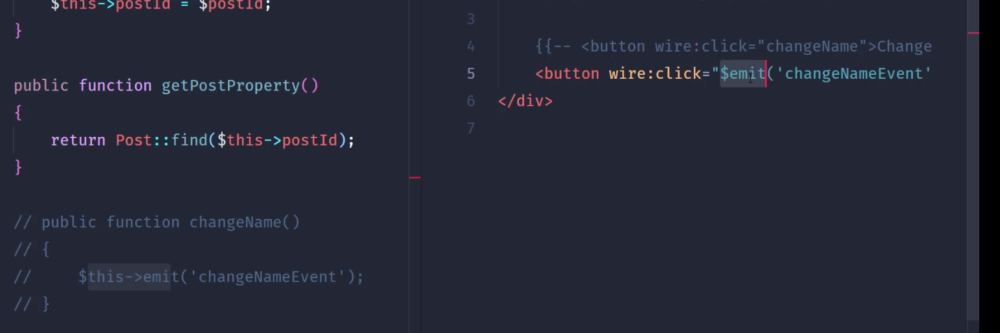 $this->postId = $postId;
}
public function getPostProperty()
{
return Post::find($this->postId);
}
// public function changeName()
// {
// $this->emit('changeNameEvent');
// }
3
4 {{-- <button wire:click="changeName">Change
5 <button wire:click="$emit('changeNameEvent'
6 </div>
7